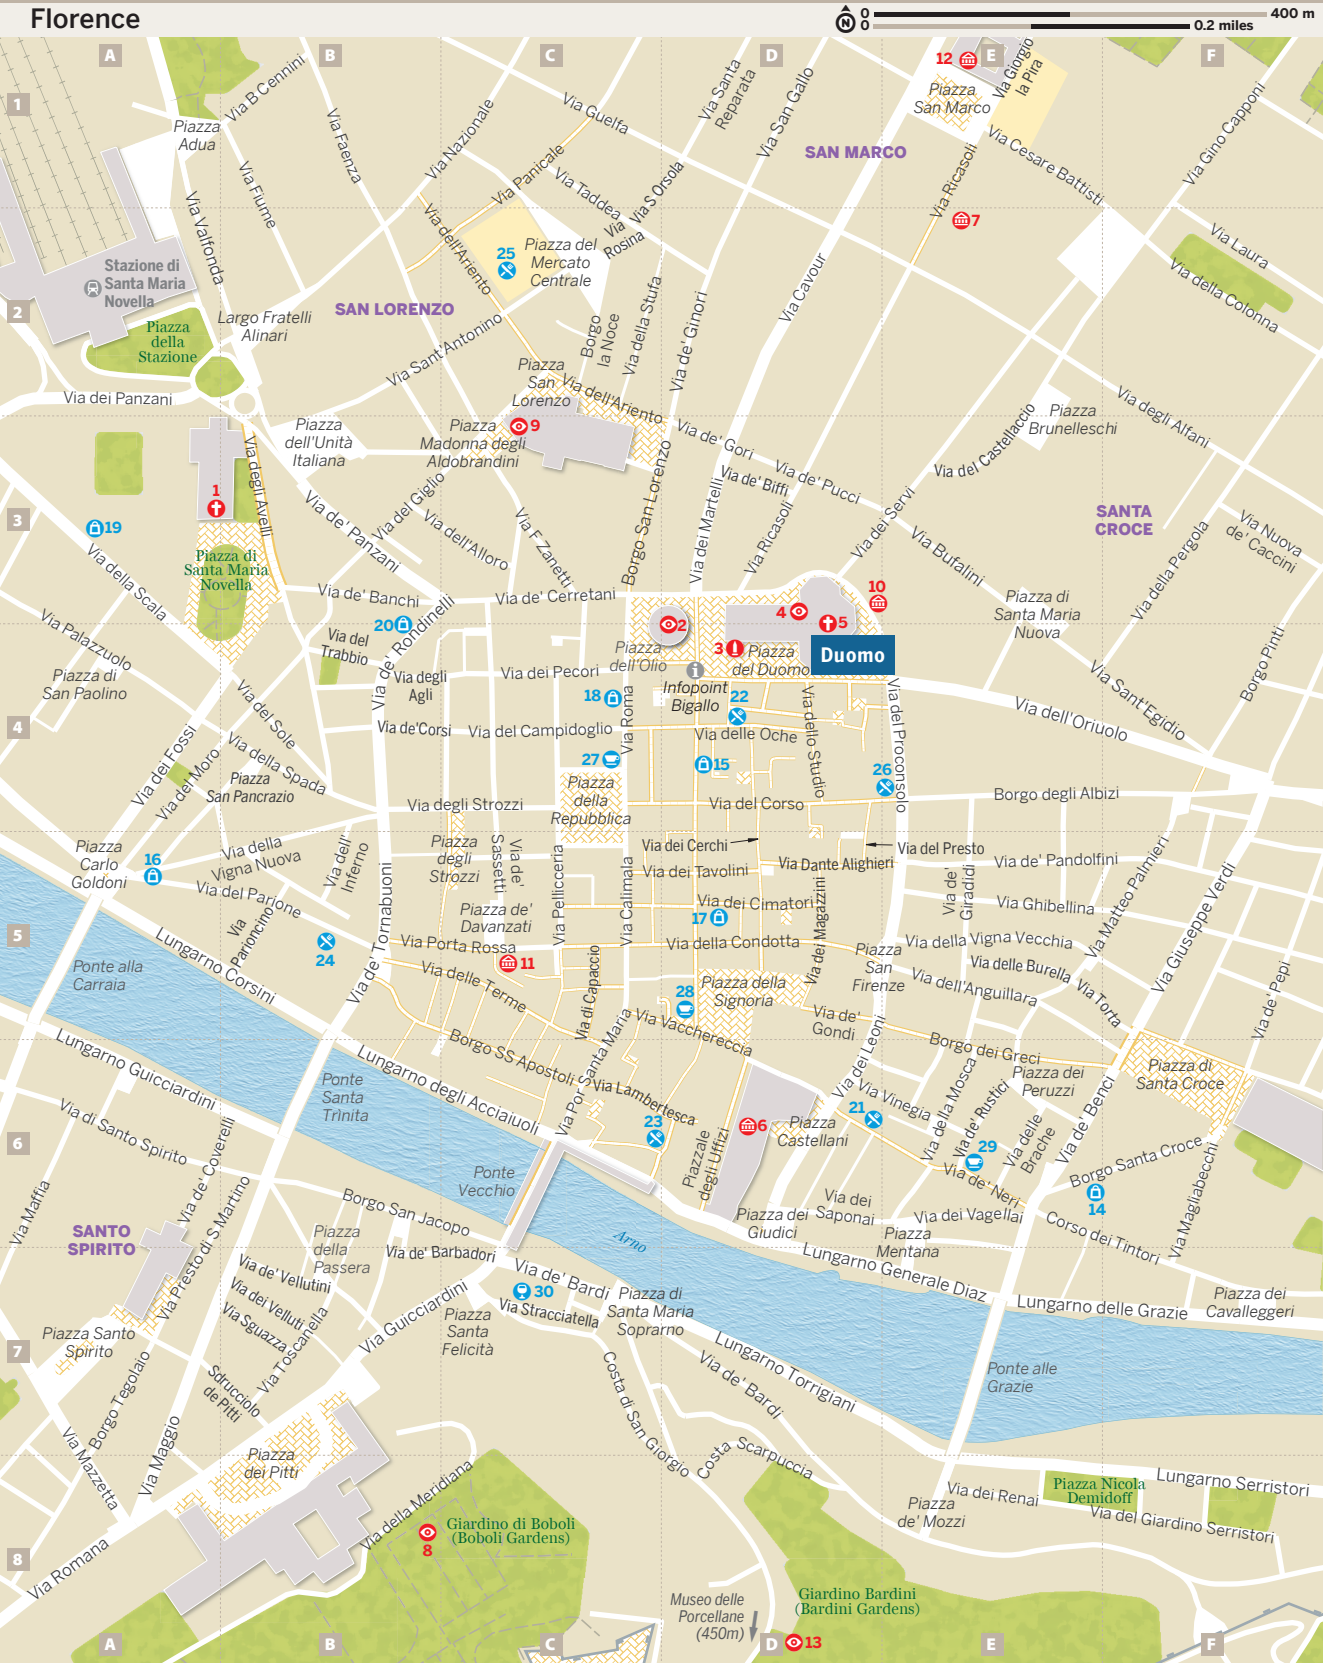 Florence
N
0
400 m
0
0.2 miles
A
B
C
D
E
F
1
2
3
4
5
6
7
8
Via B Cennini
Piazza
Adua
Via Faenza
Via Fiume
Via Valfonda
Via Nazionale
Via Guelfa
Via Panicale
Via Taddea
Via
Rosina
Via S Orsola
Via Santa
Reparata
Via San Gallo
SAN MARCO
12
Piazza
San Marco
Via Giorgio
la Pira
Via Cesare Battisti
Via Ricasoli
7
Via Gino Capponi
Via Laura
Via della Colonna
Stazione di
Santa Maria
Novella
Piazza
della
Stazione
Largo Fratelli
Alinari
SAN LORENZO
Via dell'Ariento
25
Piazza del
Mercato
Centrale
Via Sant'Antonino
Borgo
la Noce
Via della Stufa
Via de' Ginori
Via Cavour
Via dei Panzani
Piazza
San
Lorenzo
Via dell'Ariento
9
Piazza
dell'Unità
Italiana
Piazza
Madonna degli
Aldobrandini
Via de' Gori
Via de' Biffi
Via de' Pucci
Via del Castellaccio
Piazza
Brunelleschi
Via degli Alfani
SANTA
CROCE
1
Via degli Avelli
Via de' Panzani
Via del Giglio
Via dell'Alloro
Via F Zanetti
Borgo San Lorenzo
Via dei Martelli
Via Ricasoli
Via dei Servi
Via Bufalini
Via della Pergola
Via Nuova
de' Caccini
19
Via della Scala
Piazza di
Santa Maria
Novella
Via de' Banchi
Via de' Cerretani
20
Via de' Rondinelli
2
4
5
10
3
Piazza
del Duomo
Duomo
Piazza di
Santa Maria
Nuova
Borgo Pinti
Via Palazzuolo
Piazza di
San Paolino
Via del
Trabbio
Via degli
Agli
Via dei Pecori
Piazza
dell'Olio
Infopoint
Bigallo
18
22
Via Roma
Via del Sole
Via de'Corsi
Via del Campidoglio
Via delle Oche
Via dello Studio
Via del Proconsolo
Via dell'Oriuolo
Via Sant'Egidio
Via dei Fossi
Via del Moro
Via della Spada
Piazza
San Pancrazio
27
15
26
Piazza
della
Repubblica
Via degli Strozzi
Via del Corso
Borgo degli Albizi
Piazza
Carlo
Goldoni
16
Via della
Vigna Nuova
Via dell'
Inferno
Via de' Tornabuoni
Piazza
degli
Strozzi
Via de'
Sassetti
Via Pellicceria
Via Calimala
Via dei Cerchi
Via dei Tavolini
Via Dante Alighieri
Via del Presto
Via de' Pandolfini
Via de'
Giradidi
Via Ghibellina
Via Matteo Palmieri
Via Giuseppe Verdi
Via del Parione
Via
Parioncino
Piazza de'
Davanzati
17
Via dei Cimatori
Via dei Magazzini
24
Via Porta Rossa
11
Via della Condotta
Piazza
San
Firenze
Via della Vigna Vecchia
Via delle Burella
Via Torta
Via de' Pepi
Ponte alla
Carraia
Lungarno Corsini
Via delle Terme
Via di Capaccio
28
Piazza della
Signoria
Via Vacchereccia
Via de'
Gondi
Via dell'Anguillara
Borgo dei Greci
Piazza dei
Peruzzi
Piazza di
Santa Croce
Lungarno Guicciardini
Ponte
Santa
Trìnita
Lungarno degli Acciaiuoli
Borgo SS Apostoli
Via Por Santa Maria
Via Lambertesca
23
Piazzale
degli Uffizi
6
Piazza
Castellani
Via dei Leoni
Via Vinegia
21
Via della Mosca
Via de' Rustici
29
Via delle
Brache
Via de' Benci
Borgo Santa Croce
14
Via Magliabecchi
Via di Santo Spirito
Via de' Coverelli
Via Maffia
SANTO
SPIRITO
Via Presto di S Martino
Ponte
Vecchio
Borgo San Jacopo
Arno
Piazza dei
Giudici
Via dei
Saponai
Via de' Neri
Via dei Vagellai
Piazza
Mentana
Corso dei Tintori
Lungarno Generale Diaz
Lungarno delle Grazie
Piazza dei
Cavalleggeri
Piazza
della
Passera
Via de' Barbadori
Via de' Vellutini
Via dei Velluti
Via Sguazza
Via Toscanella
Via Guicciardini
30
Via de' Bardi
Via Stracciatella
Piazza
Santa
Felicità
Piazza di
Santa Maria
Soprarno
Piazza Santo
Spirito
Borgo Tegolaio
Sdrucciolo
de Pitti
Via Maggio
Via Mazzetta
Costa di San Giorgio
Lungarno Torrigiani
Via de' Bardi
Ponte alle
Grazie
Piazza
dei Pitti
Costa Scarpuccia
Via della Meridiana
8
Giardino di Boboli
(Boboli Gardens)
Via Romana
Via dei Renai
Piazza
de' Mozzi
Piazza Nicola
Demidoff
Lungarno Serristori
Via del Giardino Serristori
Museo delle
Porcellane
(450m)
Giardino Bardini
(Bardini Gardens)
13
A
B
C
D
E
F